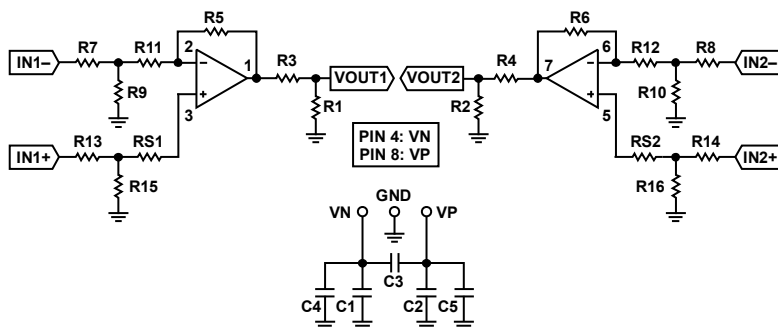 R5
R6
R7
R11
2
1
R3
R4
7
6
R12
R8
IN1–
–
VOUT1
VOUT2
–
IN2–
R9
+
3
R1
R2
+
5
R10
R13
RS1
PIN 4: VN
PIN 8: VP
RS2
R14
IN1+
IN2+
R15
R16
GND
VN
VP
C3
C4
C1
C2
C5